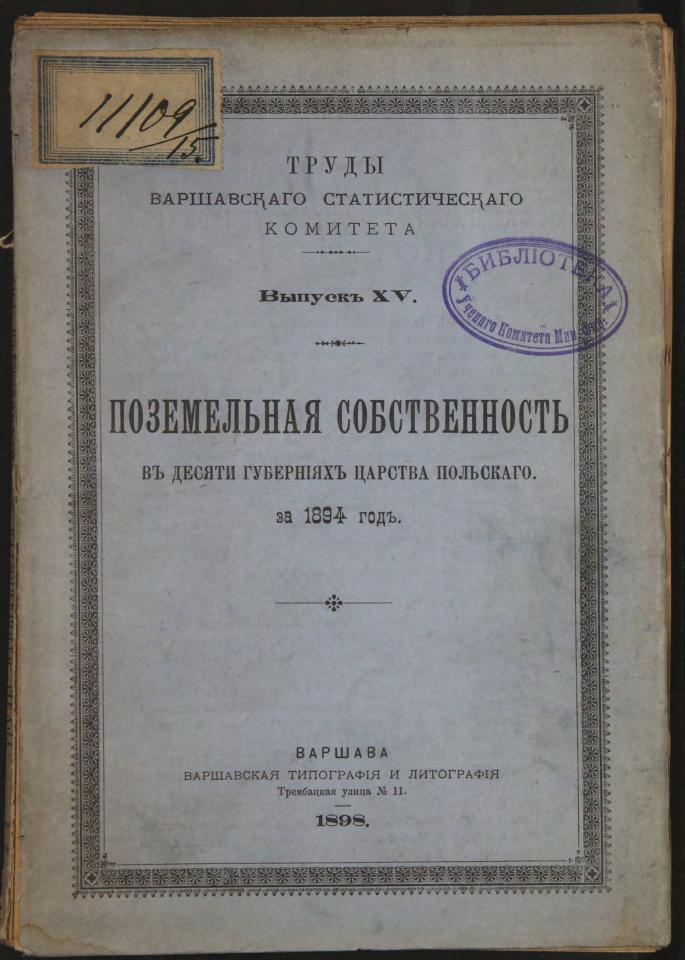 11109/15.
ТРУДЫ
ВАРШАВСКАГО СТАТИСТИЧЕСКАГО
КОМИТЕТА
Выпускъ XV.
БИБЛІОТЕКА
Ученаго Комитета Мин.
ПОЗЕМЕЛЬНАЯ СОБСТВЕННОСТЬ
ВЪ ДЕСЯТИ ГУБЕРНІЯХЪ ЦАРСТВА ПОЛЬСКАГО.
за 1894 годъ.
ВАРШАВА
ВАРШАВСКАЯ ТИПОГРАФІЯ И ЛИТОГРАФІЯ
Трембацкая улица № 11.
1898.